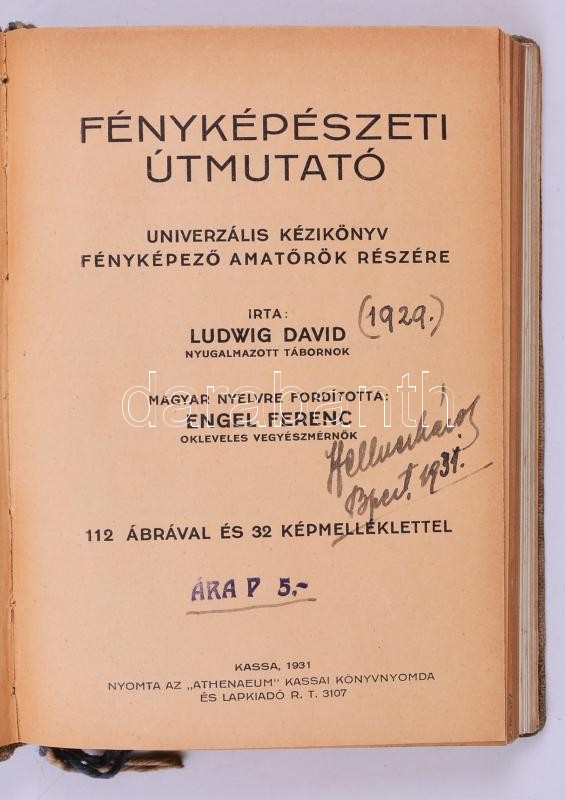 FÉNYKÉPÉSZETI
ÚTMUTATÓ
UNIVERZÁLIS KÉZIKÖNYV
FÉNYKÉPEZŐ AMATŐRÖK RÉSZÉRE
IRTA:
LUDWIG DAVID (1929.)
NYUGALMAZOTT TÁBORNOK
darabanth
MAGYAR NYELVRE FORDÍTOTTA:
ENGEL FERENC
OKLEVELES VEGYÉSZMÉRNÖK
Bpest. 1931.
112 ÁBRÁVAL ÉS 32 KÉPMELLÉKLETTEL
ÁRA P 5.-
KASSA, 1931
NYOMTA AZ „ATHENAEUM" KASSAI KÖNYVNYOMDA
ÉS LAPKIADÓ R. T. 3107